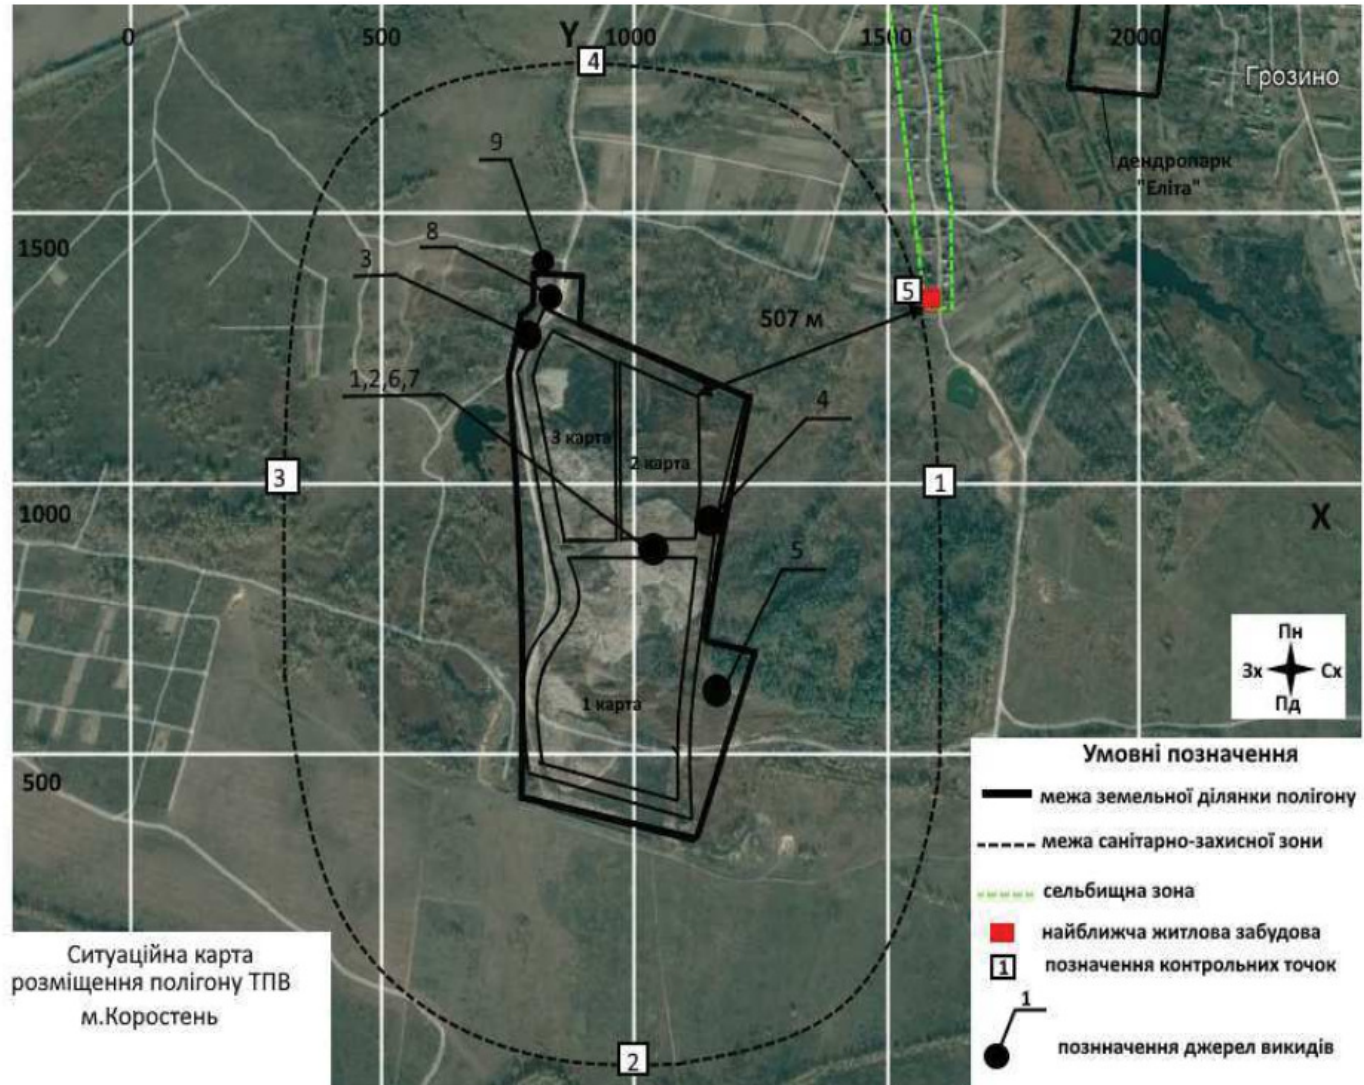 0
500
Y
1000
1500
2000
4
Грозино
9
дендропарк
"Еліта"
8
1500
3
5
507 м
1,2,6,7
4
3 карта
2 карта
3
1
1000
X
5
Пн
Зх
Сх
Пд
1 карта
500
Умовні позначення
межа земельної ділянки полігону
межа санітарно-захисної зони
сельбищна зона
найближча житлова забудова
1
позначення контрольних точок
1
познначення джерел викидів
Ситуаційна карта
розміщення полігону ТПВ
м.Коростень
2